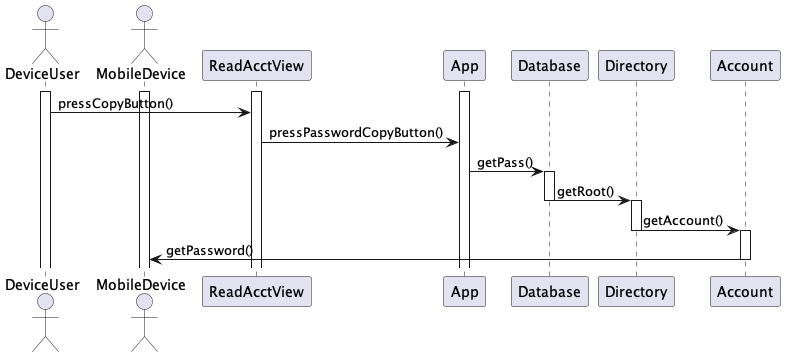 DeviceUser
MobileDevice
ReadAcctView
App
Database
Directory
Account
pressCopyButton()
pressPasswordCopyButton()
getPass()
getRoot()
getAccount()
getPassword()
DeviceUser
MobileDevice
ReadAcctView
App
Database
Directory
Account